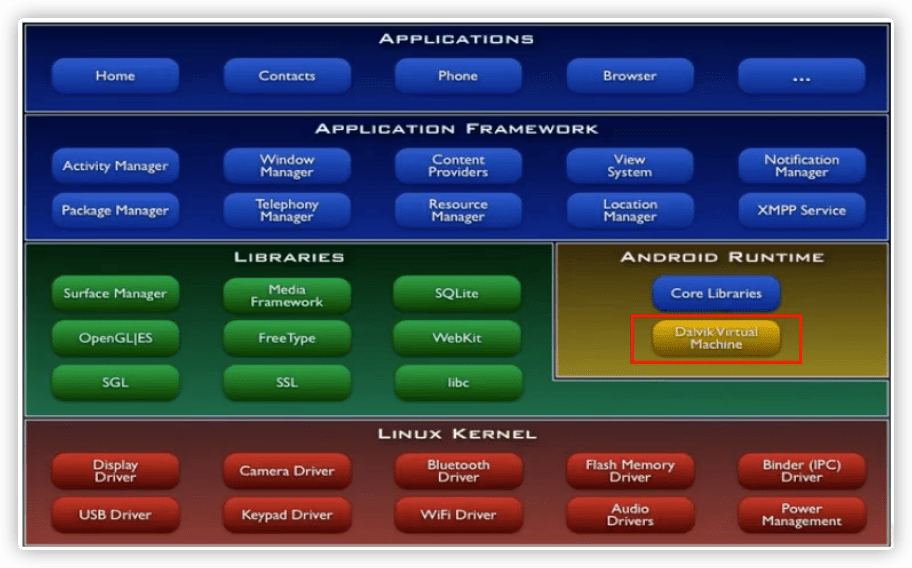 APPLICATIONS
Home
Contacts
Phone
Browser
...
APPLICATION FRAMEWORK
Activity Manager
Window
Manager
Content
Providers
View
System
Notification
Manager
Package Manager
Telephony
Manager
Resource
Manager
Location
Manager
XMPP Service
LIBRARIES
Surface Manager
Media
Framework
SQLite
OpenGL|ES
FreeType
WebKit
SGL
SSL
libc
ANDROID RUNTIME
Core Libraries
Dalvik Virtual
Machine
LINUX KERNEL
Display
Driver
Camera Driver
Bluetooth
Driver
Flash Memory
Driver
Binder (IPC)
Driver
USB Driver
Keypad Driver
WiFi Driver
Audio
Drivers
Power
Management